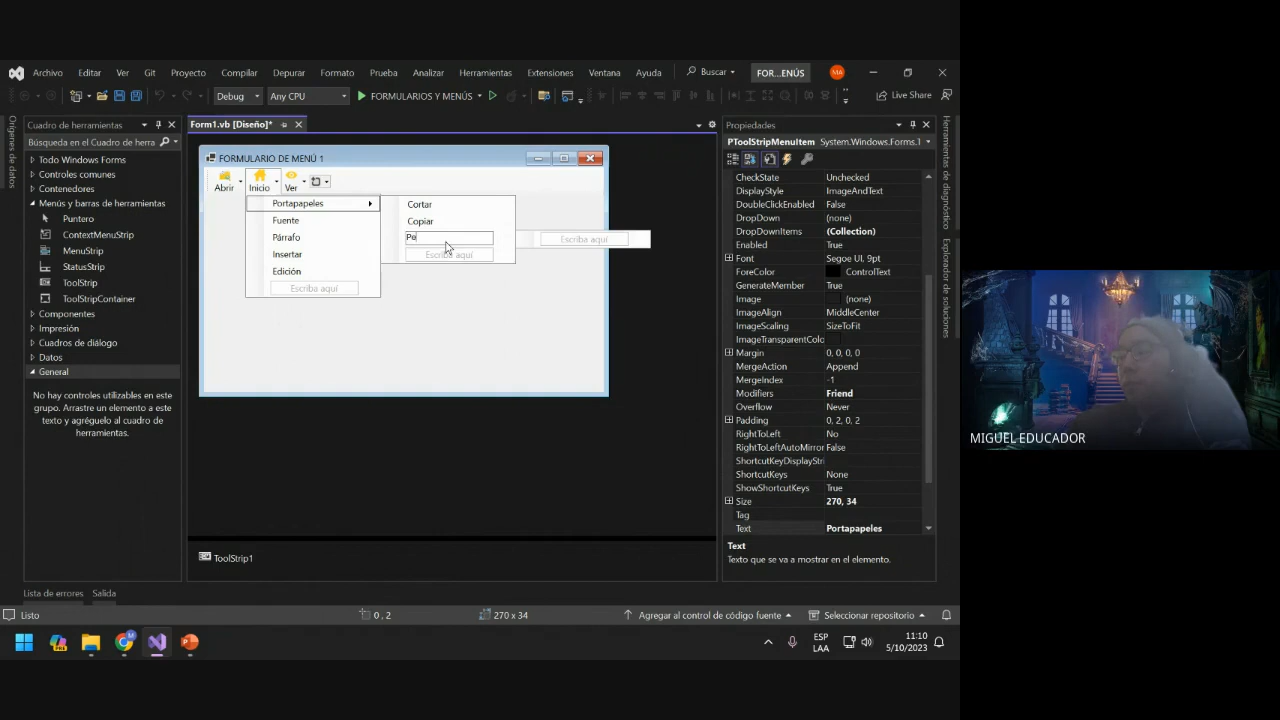 Archivo Editar Ver Git Proyecto Compilar Depurar Formato Prueba Analizar Herramientas Extensiones Ventana Ayuda Buscar FOR...ENÚS MA
Debug Any CPU FORMULARIOS Y MENÚS Live Share
Orígenes de datos
Cuadro de herramientas
Búsqueda en el Cuadro de herra
Todo Windows Forms
Controles comunes
Contenedores
Menús y barras de herramientas
Puntero
ContextMenuStrip
MenuStrip
StatusStrip
ToolStrip
ToolStripContainer
Componentes
Impresión
Cuadros de diálogo
Datos
General
No hay controles utilizables en este
grupo. Arrastre un elemento a este
texto y agréguelo al cuadro de
herramientas.
Form1.vb [Diseño]*
FORMULARIO DE MENÚ 1
Abrir Inicio Ver
Portapapeles
Fuente
Párrafo
Insertar
Edición
Escriba aquí
Cortar
Copiar
Pe
Escriba aquí
Escriba aquí
ToolStrip1
Propiedades
PToolStripMenuItem System.Windows.Forms.
CheckState Unchecked
DisplayStyle ImageAndText
DoubleClickEnabled False
DropDown (none)
DropDownItems (Collection)
Enabled True
Font Segoe UI, 9pt
ForeColor ControlText
GenerateMember True
Image (none)
ImageAlign MiddleCenter
ImageScaling SizeToFit
ImageTransparentColo
Margin 0, 0, 0, 0
MergeAction Append
MergeIndex -1
Modifiers Friend
Overflow Never
Padding 0, 2, 0, 2
RightToLeft No
RightToLeftAutoMirror False
ShortcutKeyDisplayStri
ShortcutKeys None
ShowShortcutKeys True
Size 270, 34
Tag
Text Portapapeles
Text
Texto que se va a mostrar en el elemento.
Herramientas de diagnóstico
Explorador de soluciones
MIGUEL EDUCADOR
Lista de errores Salida
Listo 0 , 2 270 x 34 Agregar al control de código fuente Seleccionar repositorio
ESP
LAA
11:10
5/10/2023